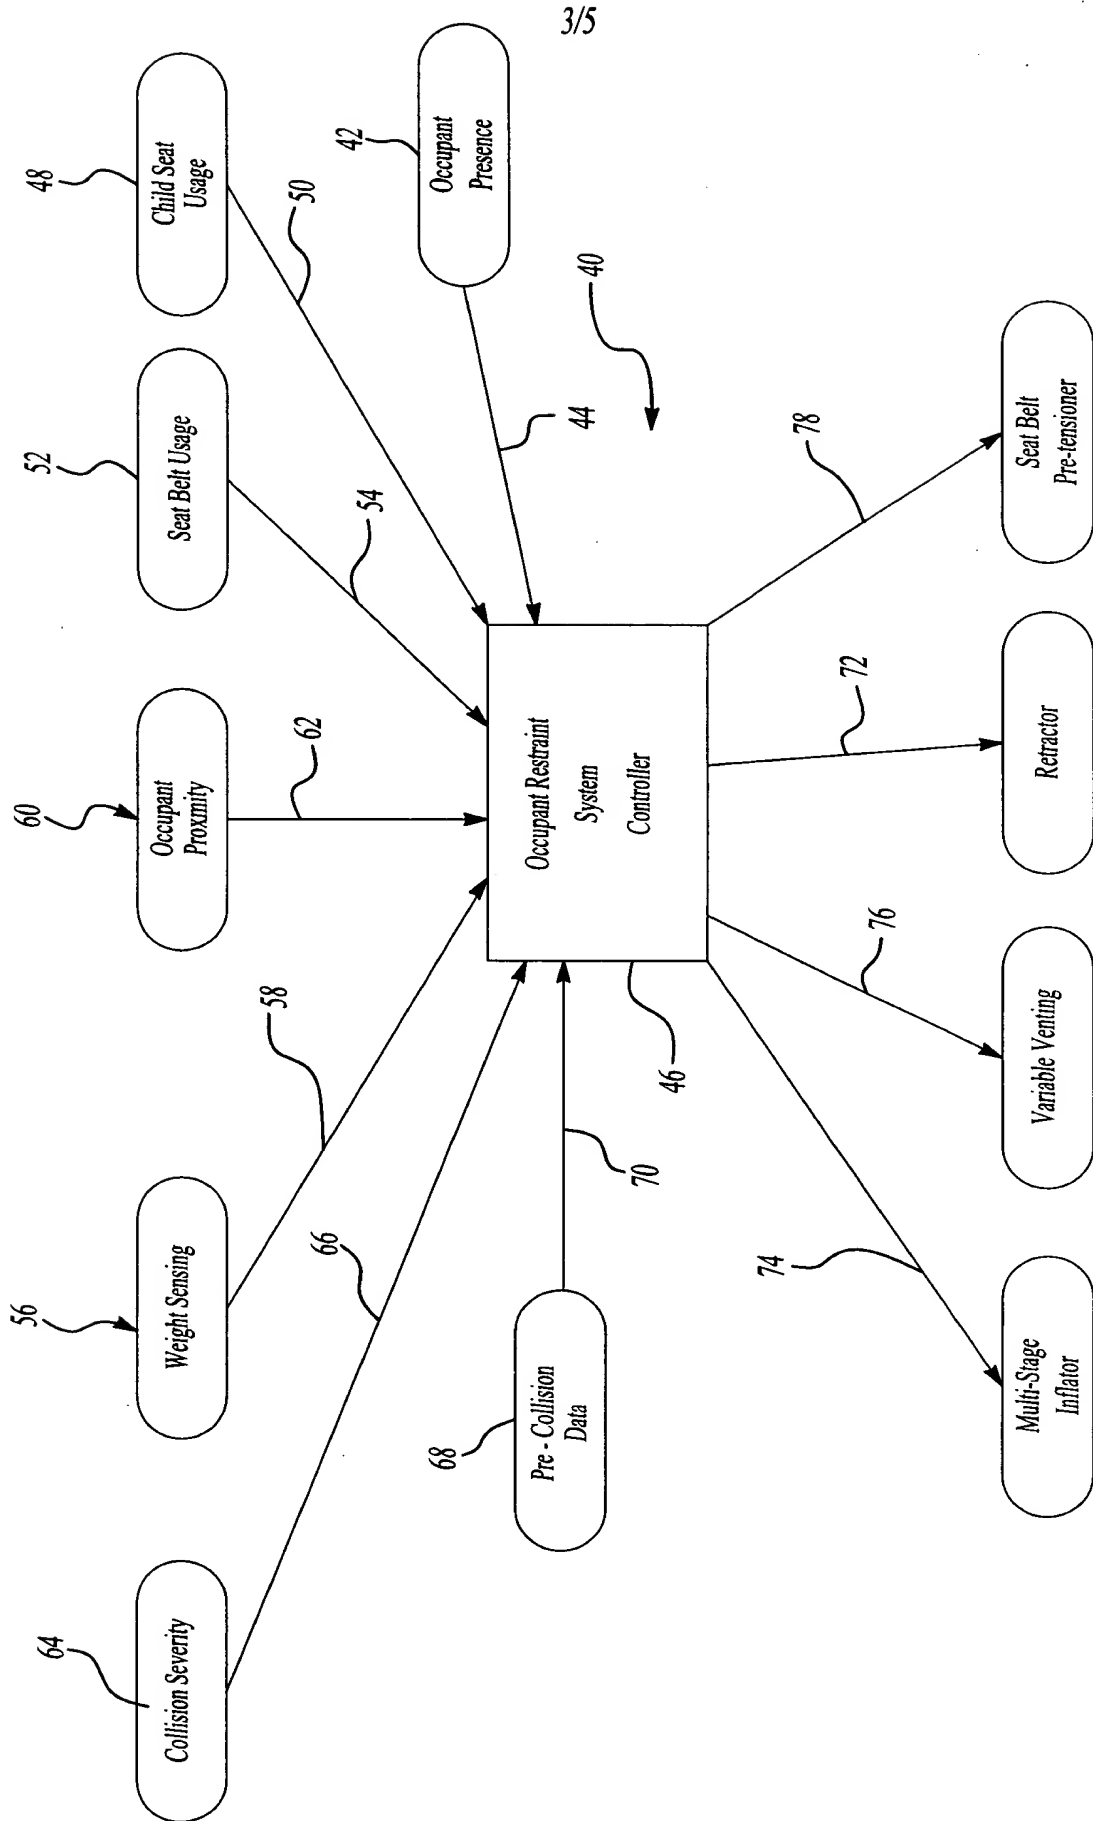 3/5
64
Collision Severity
66
56
Weight Sensing
58
60
Occupant
Proxmity
62
52
Seat Belt Usage
54
48
Child Seat
Usage
50
42
Occupant
Presence
44
40
68
Pre - Collision
Data
70
46
Occupant Restraint
System
Controller
74
Multi-Stage
Inflator
76
Variable Venting
72
Retractor
78
Seat Belt
Pre-tensioner